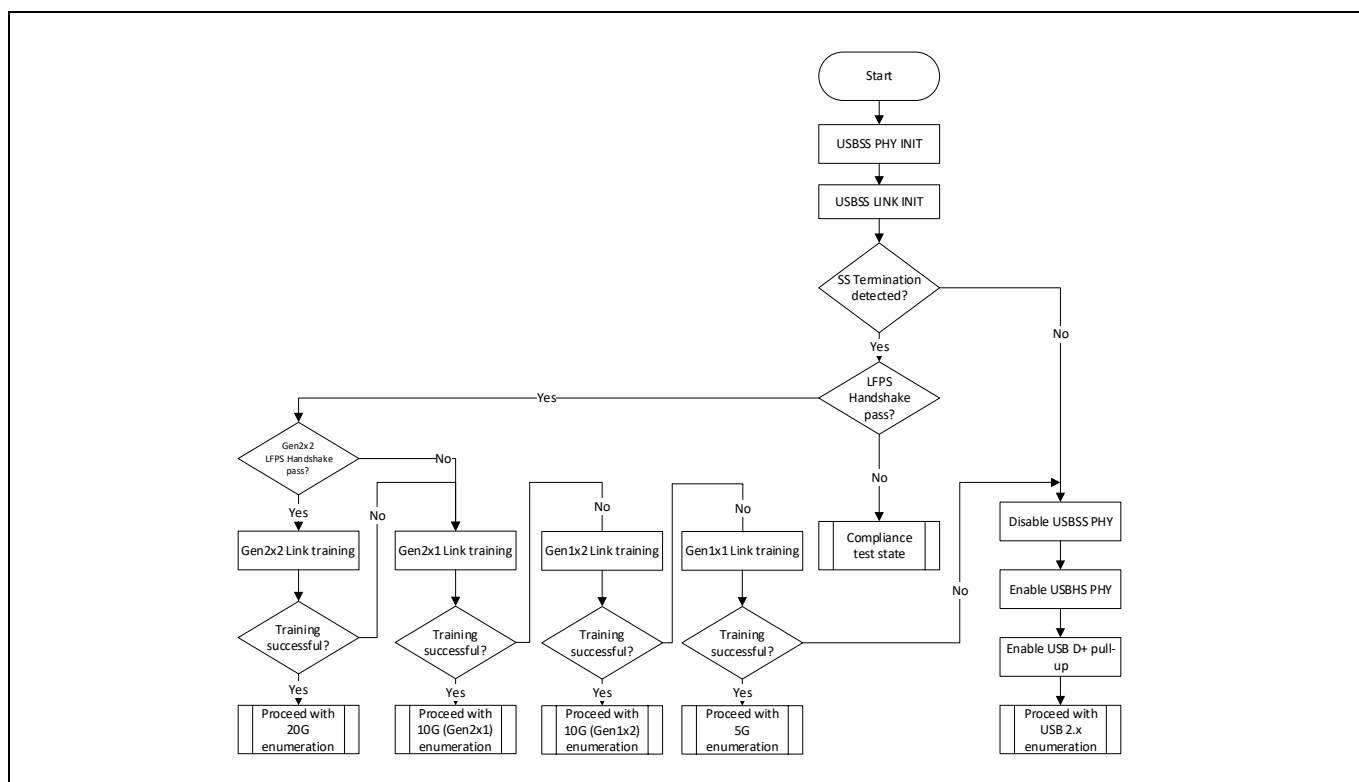 Start
USBSS PHY INIT
USBSS LINK INIT
SS Termination
detected?
No
Yes
LFPS
Handshake
pass?
Yes
Gen2x2
LFPS Handshake
pass?
No
No
Yes
No
No
No
Disable USBSS PHY
Compliance
test state
Gen2x2 Link training
Gen2x1 Link training
Gen1x2 Link training
Gen1x1 Link training
No
Enable USBHS PHY
Training
successful?
Training
successful?
Training
successful?
Training
successful?
Enable USB D+ pull-
up
Yes
Yes
Yes
Yes
Proceed with
20G
enumeration
Proceed with
10G (Gen2x1)
enumeration
Proceed with
10G (Gen1x2)
enumeration
Proceed with
5G
enumeration
Proceed with
USB 2.x
enumeration